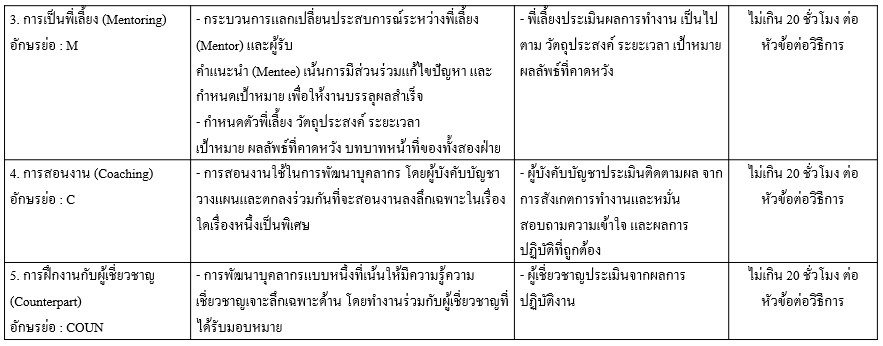 3. การเป็นพี่เลี้ยง (Mentoring)
อักษรย่อ : M
- กระบวนการแลกเปลี่ยนประสบการณ์ระหว่างพี่เลี้ยง
(Mentor) และผู้รับ
คำแนะนำ (Mentee) เน้นการมีส่วนร่วมแก้ไขปัญหา และ
กำหนดเป้าหมาย เพื่อให้งานบรรลุผลสำเร็จ
- กำหนดตัวพี่เลี้ยง วัตถุประสงค์ ระยะเวลา
เป้าหมาย ผลลัพธ์ที่คาดหวัง บทบาทหน้าที่ของทั้งสองฝ่าย
- พี่เลี้ยงประเมินผลการทำงาน เป็นไป
ตาม วัตถุประสงค์ ระยะเวลา เป้าหมาย
ผลลัพธ์ที่คาดหวัง
ไม่เกิน 20 ชั่วโมง ต่อ
หัวข้อต่อวิธีการ
4. การสอนงาน (Coaching)
อักษรย่อ : C
- การสอนงานใช้ในการพัฒนาบุคลากร โดยผู้บังคับบัญชา
วางแผนและตกลงร่วมกันที่จะสอนงานลงลึกเฉพาะในเรื่อง
ใดเรื่องหนึ่งเป็นพิเศษ
- ผู้บังคับบัญชาประเมินติดตามผล จาก
การสังเกตการทำงานและหมั่น
สอบถามความเข้าใจ และผลการ
ปฏิบัติที่ถูกต้อง
ไม่เกิน 20 ชั่วโมง ต่อ
หัวข้อต่อวิธีการ
5. การฝึกงานกับผู้เชี่ยวชาญ
(Counterpart)
อักษรย่อ : COUN
- การพัฒนาบุคลากรแบบหนึ่งที่เน้นให้มีความรู้ความ
เชี่ยวชาญเจาะลึกเฉพาะด้าน โดยทำงานร่วมกับผู้เชี่ยวชาญที่
ได้รับมอบหมาย
- ผู้เชี่ยวชาญประเมินจากผลการ
ปฏิบัติงาน
ไม่เกิน 20 ชั่วโมง ต่อ
หัวข้อต่อวิธีการ